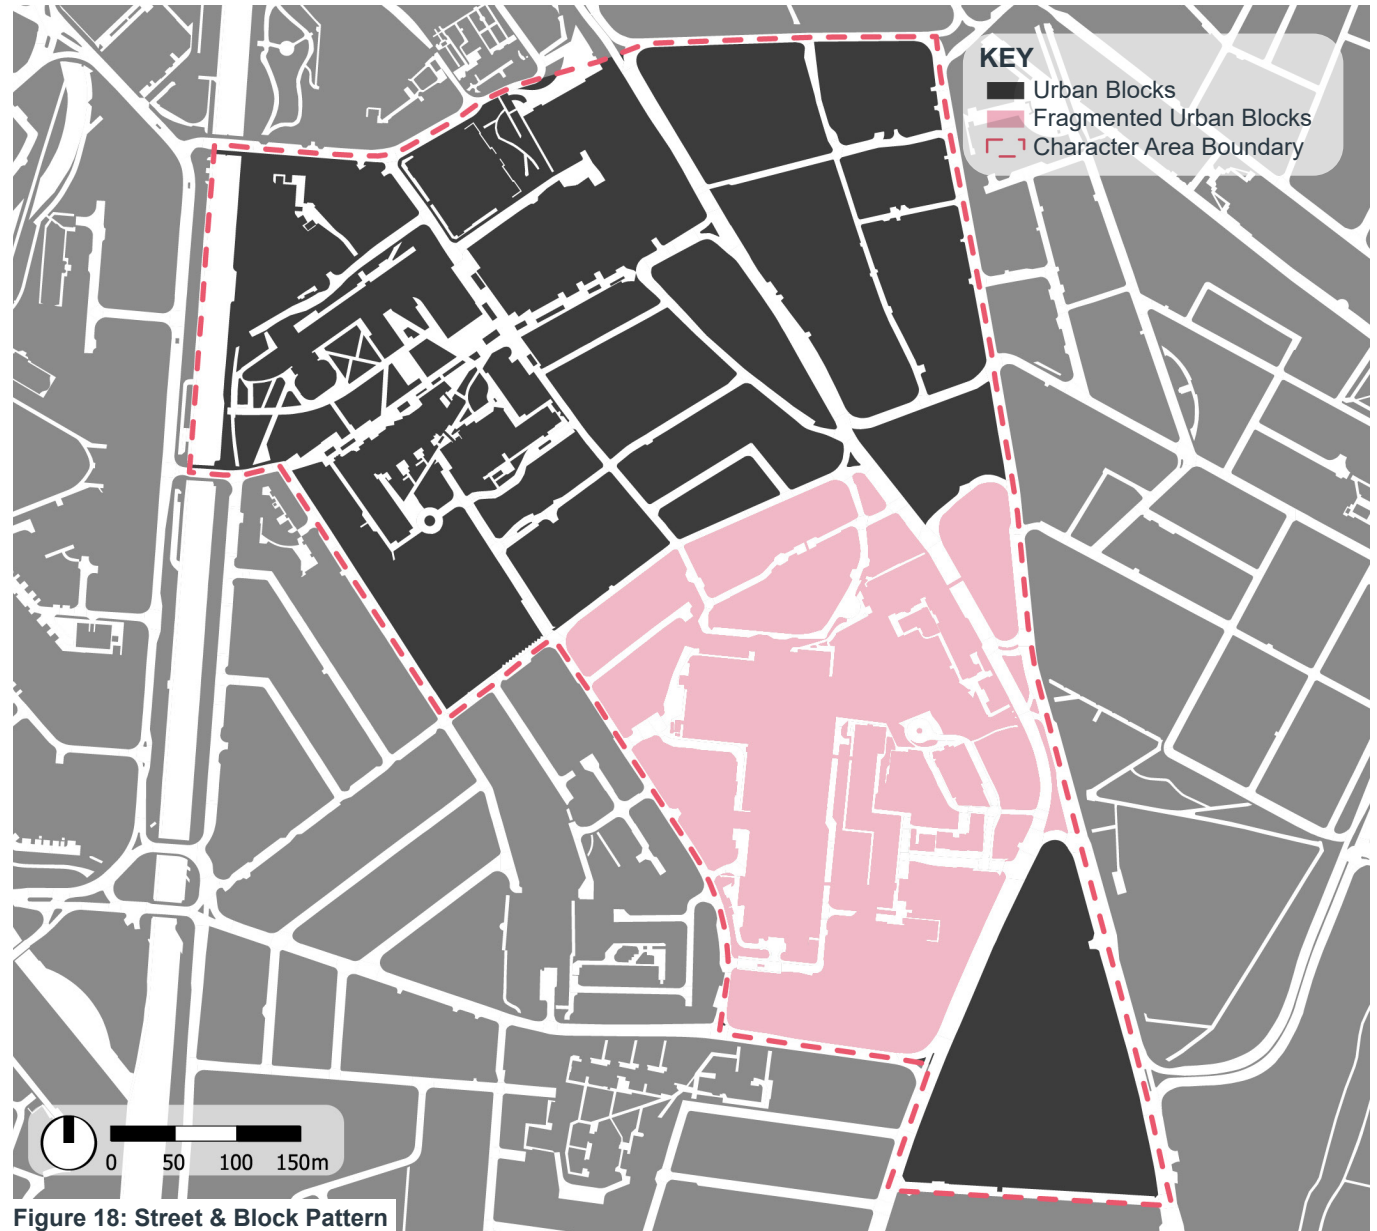 KEY
Urban Blocks
Fragmented Urban Blocks
Character Area Boundary
0 50 100 150m
Figure 18: Street & Block Pattern